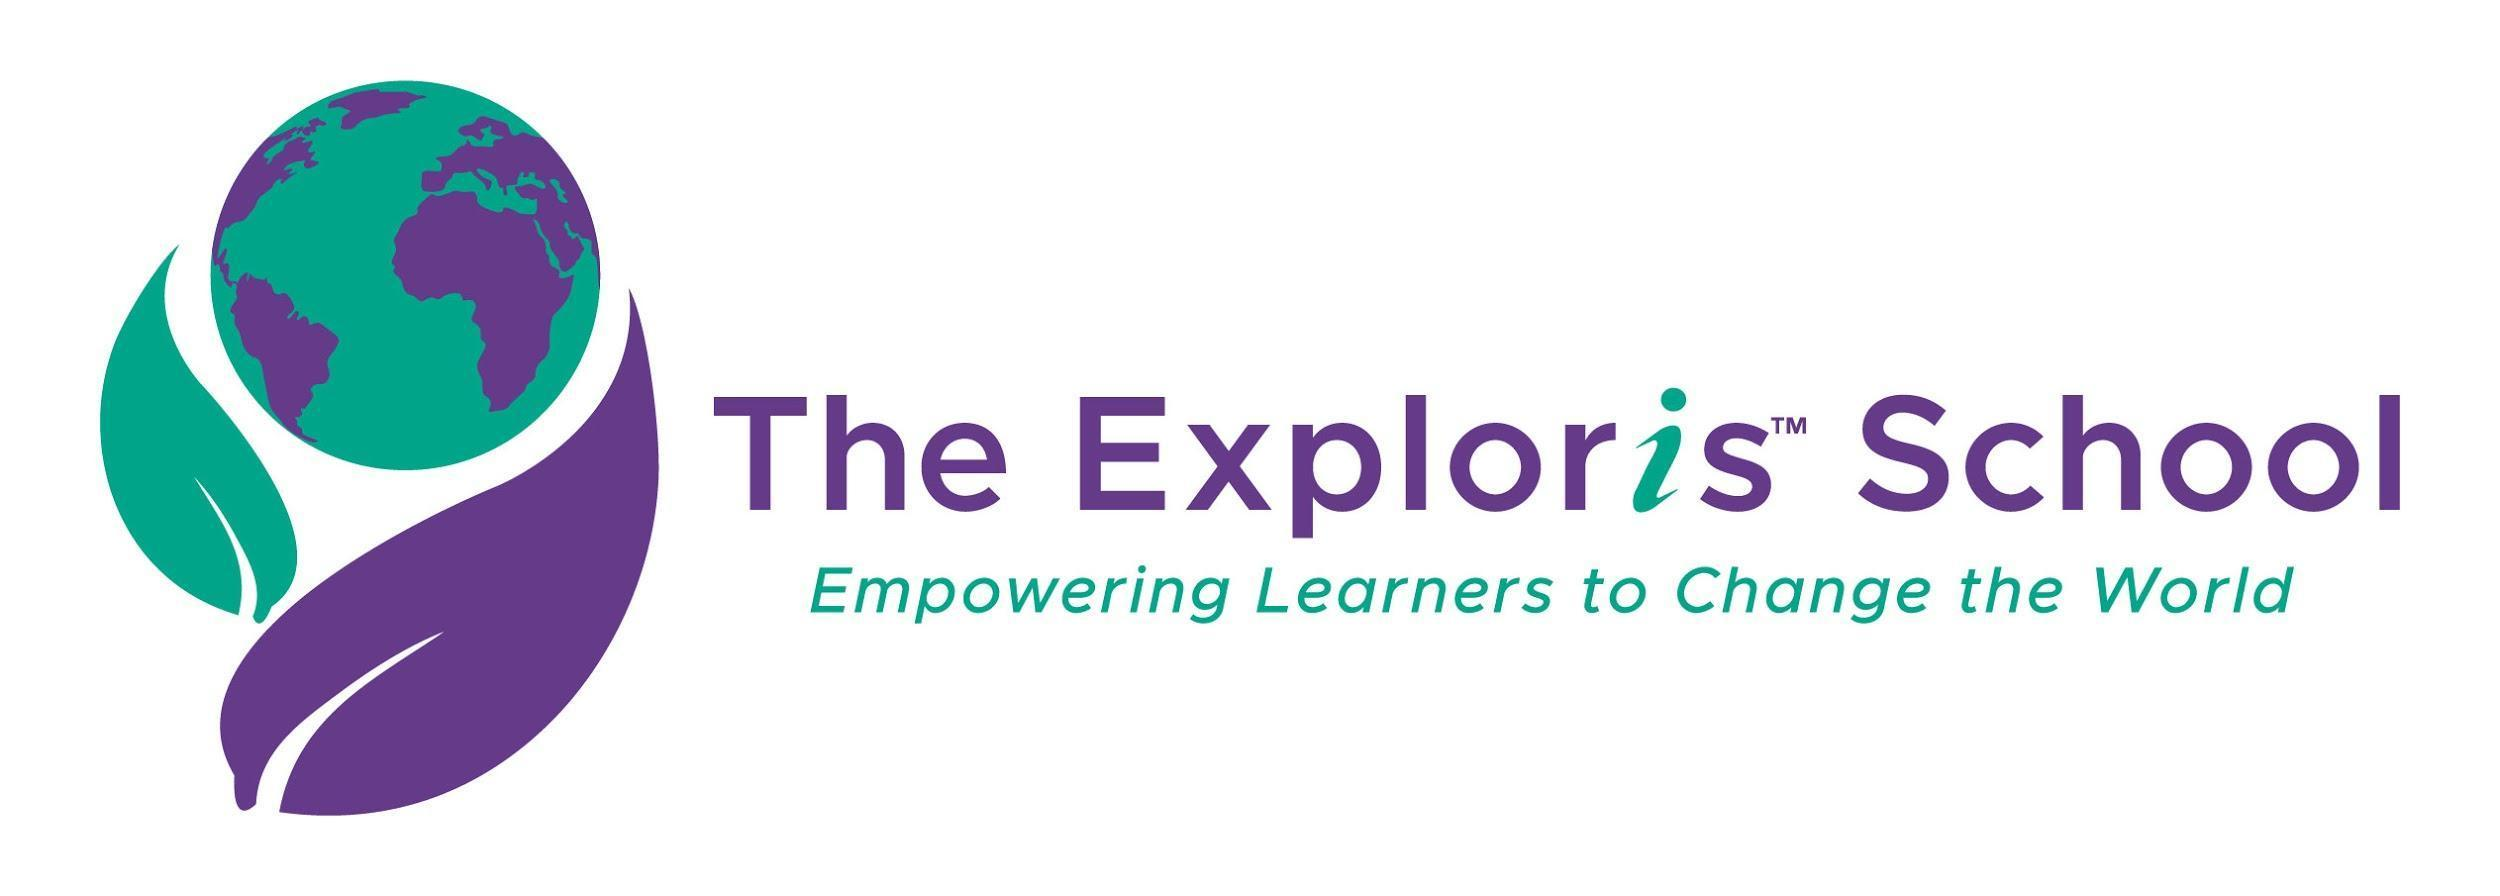 The Exploris™ School
Empowering Learners to Change the World